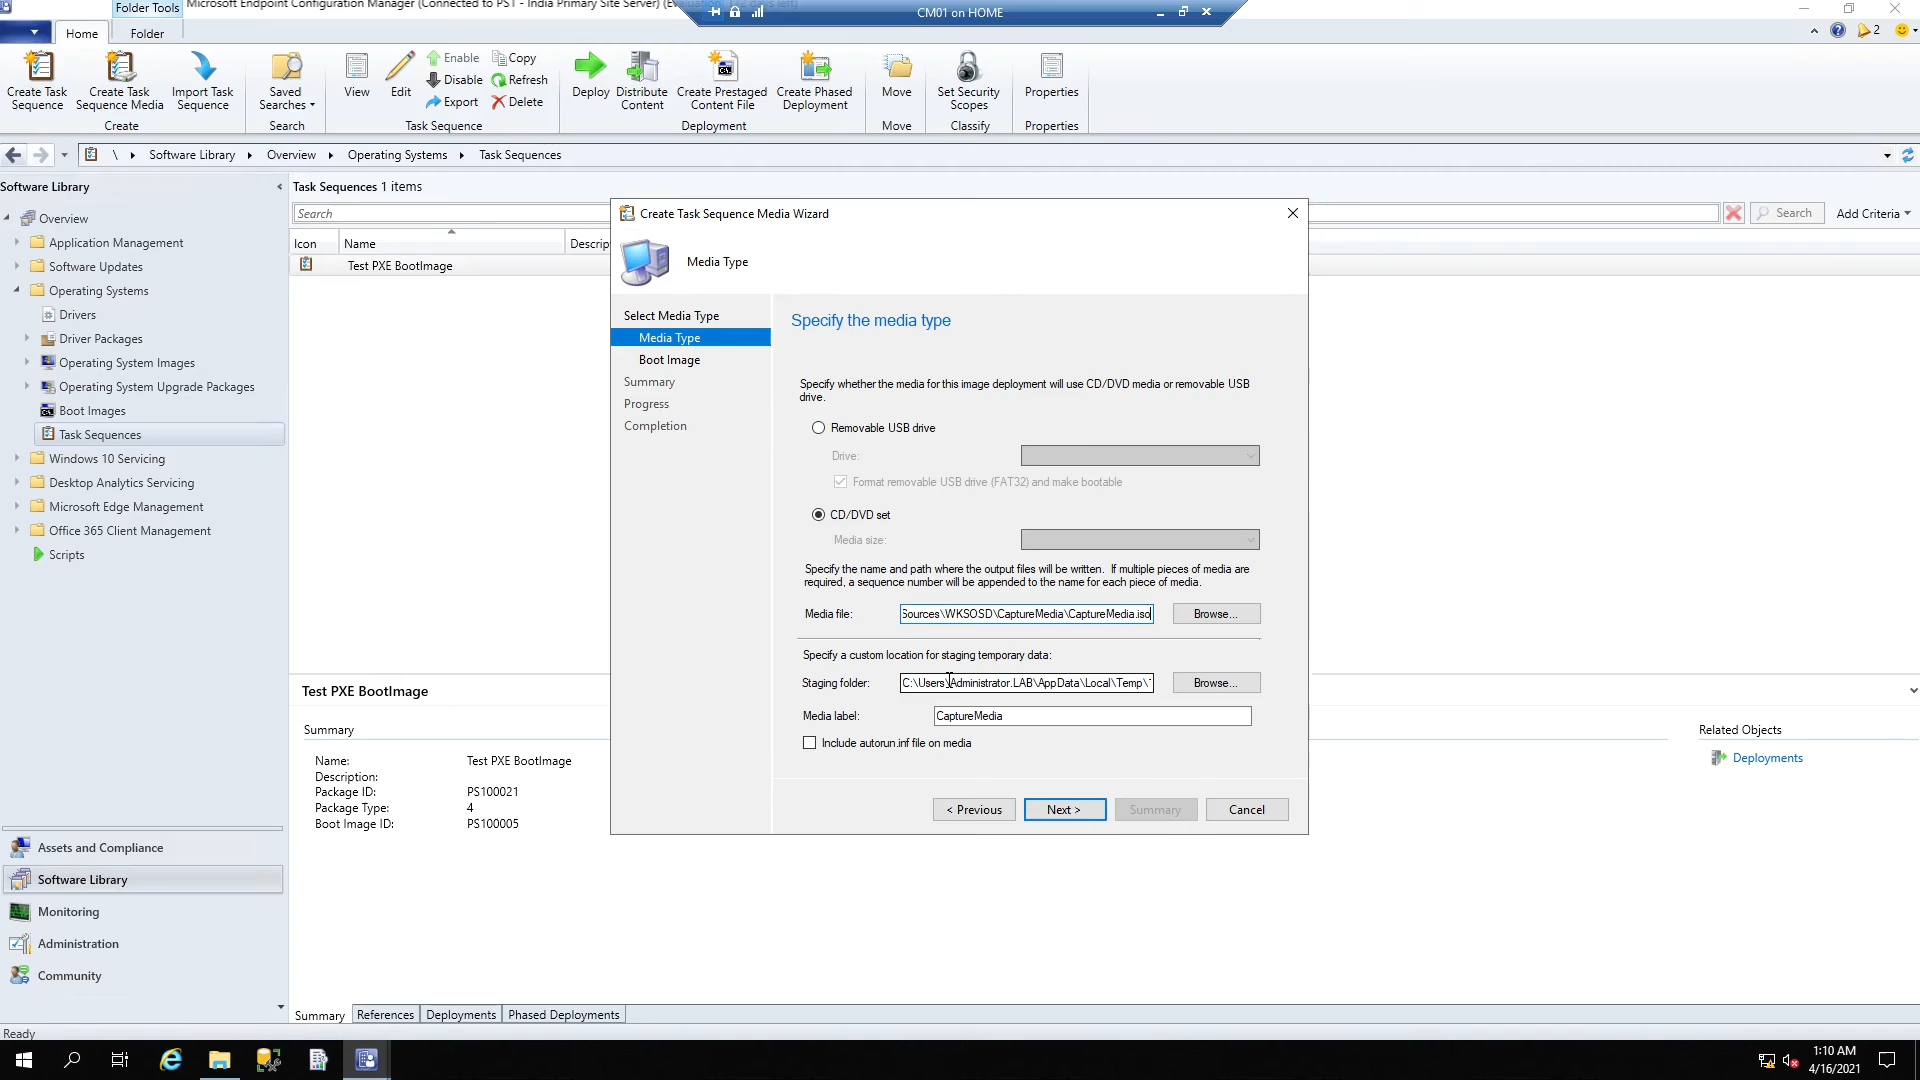 Folder Tools
Microsoft Endpoint Configuration Manager (Connected to PS1 - India Primary Site Server)
CM01 on HOME
Home
Folder
2
Create Task
Sequence
Create Task
Sequence Media
Import Task
Sequence
Create
Saved
Searches
Search
View
Edit
Enable
Disable
Export
Copy
Refresh
Delete
Task Sequence
Deploy
Distribute
Content
Create Prestaged
Content File
Create Phased
Deployment
Deployment
Move
Move
Set Security
Scopes
Classify
Properties
Properties
\ Software Library Overview Operating Systems Task Sequences
Software Library
Overview
Application Management
Software Updates
Operating Systems
Drivers
Driver Packages
Operating System Images
Operating System Upgrade Packages
Boot Images
Task Sequences
Windows 10 Servicing
Desktop Analytics Servicing
Microsoft Edge Management
Office 365 Client Management
Scripts
Assets and Compliance
Software Library
Monitoring
Administration
Community
Task Sequences 1 items
Search
Search
Add Criteria
Icon Name Descrip
Test PXE BootImage
Create Task Sequence Media Wizard
Media Type
Select Media Type
Media Type
Boot Image
Summary
Progress
Completion
Specify the media type
Specify whether the media for this image deployment will use CD/DVD media or removable USB
drive.
Removable USB drive
Drive:
Format removable USB drive (FAT32) and make bootable
CD/DVD set
Media size:
Specify the name and path where the output files will be written. If multiple pieces of media are
required, a sequence number will be appended to the name for each piece of media.
Media file: Sources\WKSOSD\CaptureMedia\CaptureMedia.iso Browse...
Specify a custom location for staging temporary data:
Staging folder: C:\Users\Administrator.LAB\AppData\Local\Temp\ Browse...
Media label: CaptureMedia
Include autorun.inf file on media
< Previous
Next >
Summary
Cancel
Test PXE BootImage
Summary
Name: Test PXE BootImage
Description:
Package ID: PS100021
Package Type: 4
Boot Image ID: PS100005
Related Objects
Deployments
Summary References Deployments Phased Deployments
Ready
1:10 AM
4/16/2021